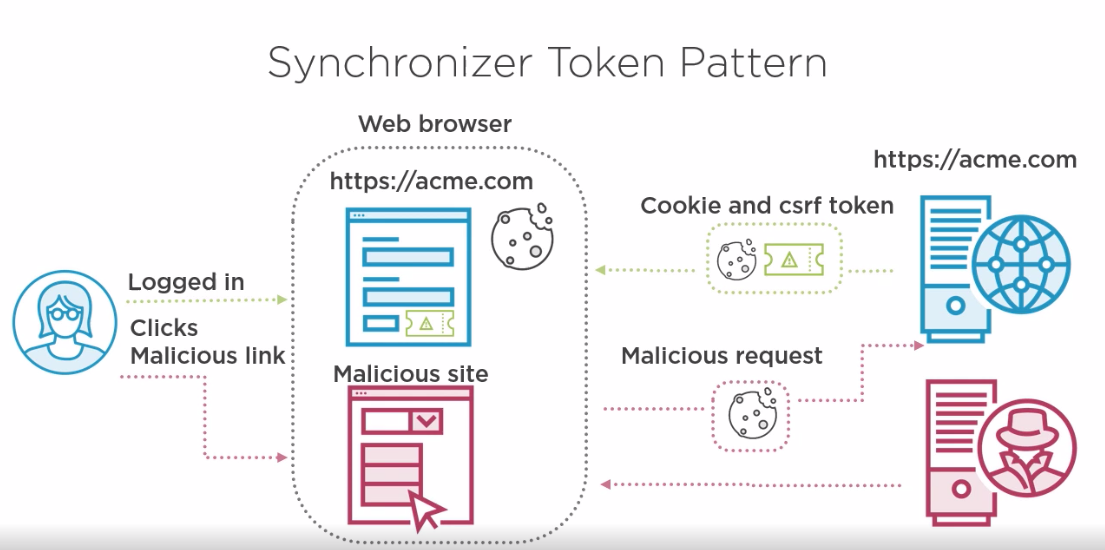 Synchronizer Token Pattern
Web browser
https://acme.com
https://acme.com
Cookie and csrf token
Logged in
Clicks
Malicious link
Malicious request
Malicious site